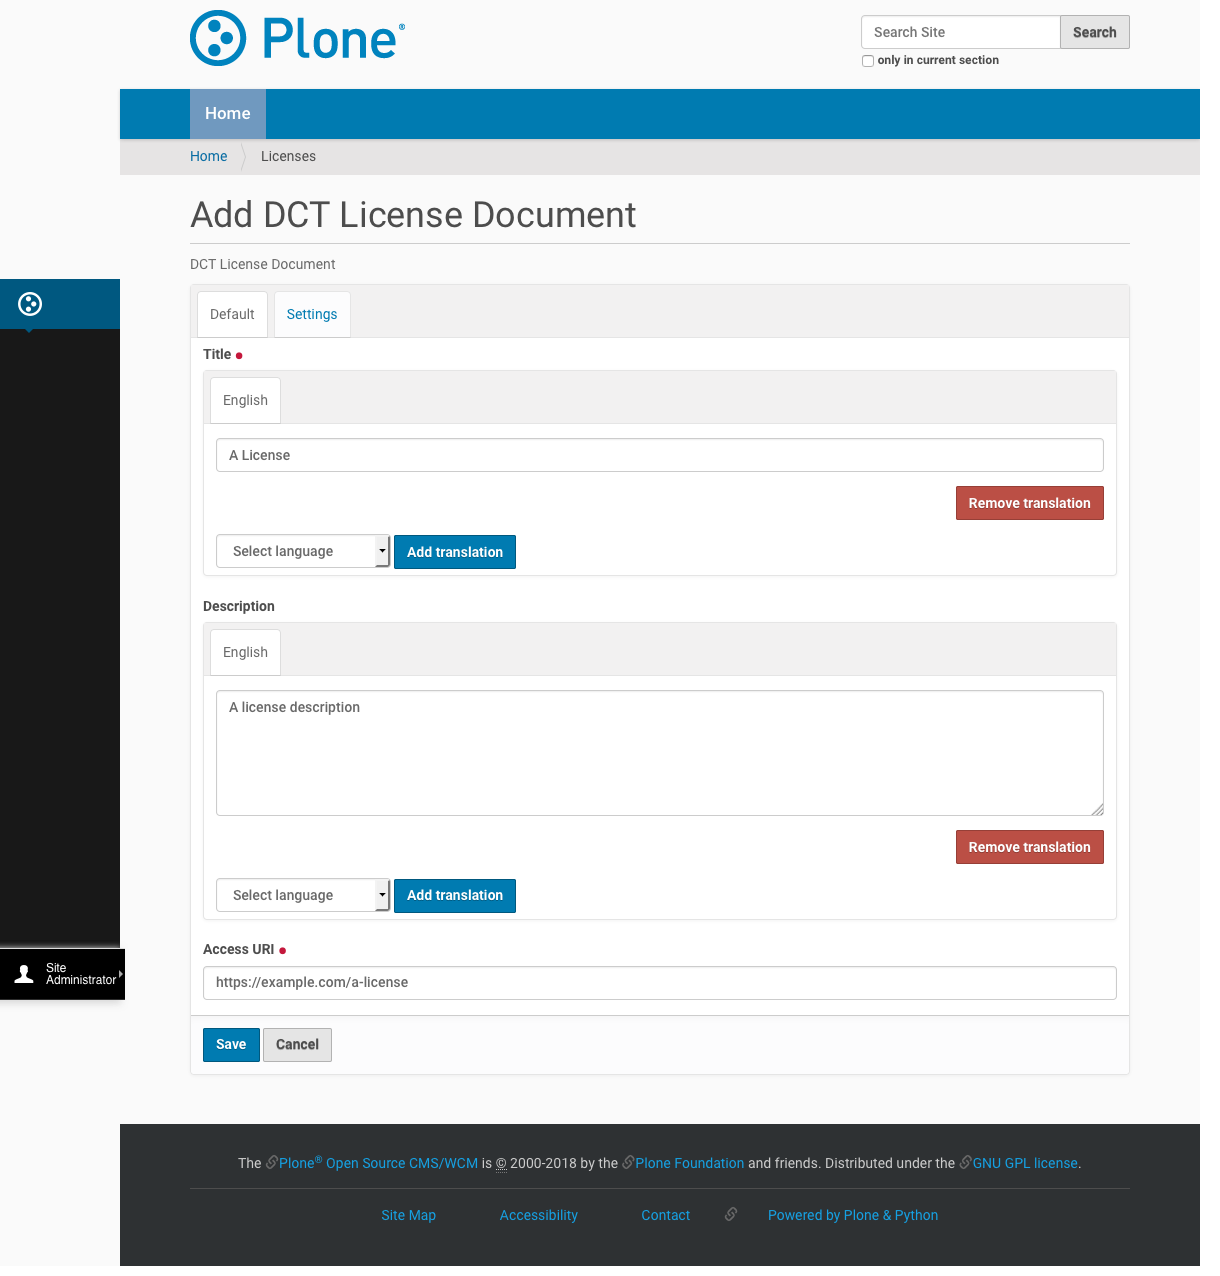 Plone®
Search Site
Search
only in current section
Home
Home
Licenses
Add DCT License Document
DCT License Document
Default
Settings
Title
English
A License
Remove translation
Select language
Add translation
Description
English
A license description
Remove translation
Select language
Add translation
Access URI
https://example.com/a-license
Save
Cancel
Site
Administrator
The Plone® Open Source CMS/WCM is © 2000-2018 by the Plone Foundation and friends. Distributed under the GNU GPL license.
Site Map
Accessibility
Contact
Powered by Plone & Python